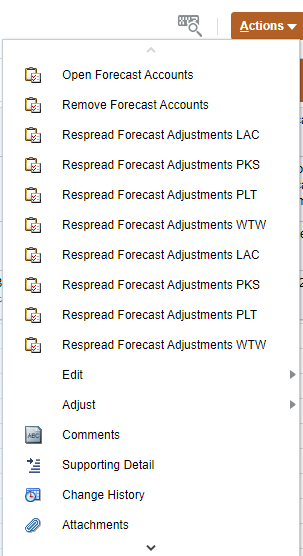 Actions
Open Forecast Accounts
Remove Forecast Accounts
Respread Forecast Adjustments LAC
Respread Forecast Adjustments PKS
Respread Forecast Adjustments PLT
Respread Forecast Adjustments WTW
Respread Forecast Adjustments LAC
Respread Forecast Adjustments PKS
Respread Forecast Adjustments PLT
Respread Forecast Adjustments WTW
Edit
Adjust
ABC Comments
Supporting Detail
Change History
Attachments